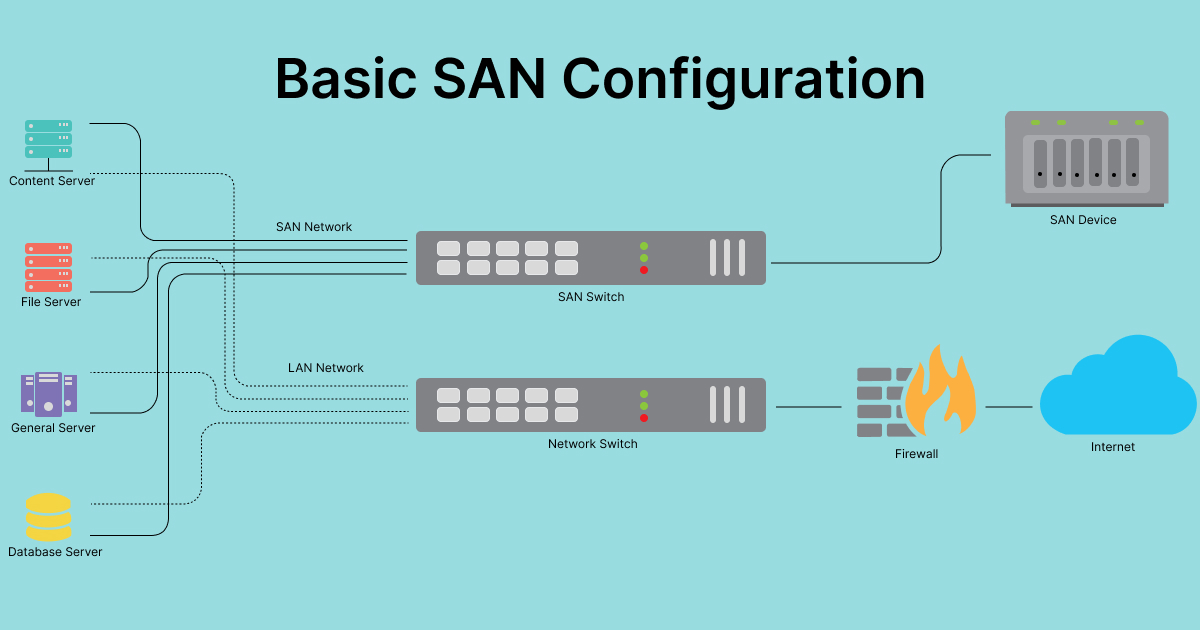 Basic SAN Configuration
Content Server
SAN Device
SAN Network
File Server
SAN Switch
LAN Network
General Server
Network Switch
Firewall
Internet
Database Server